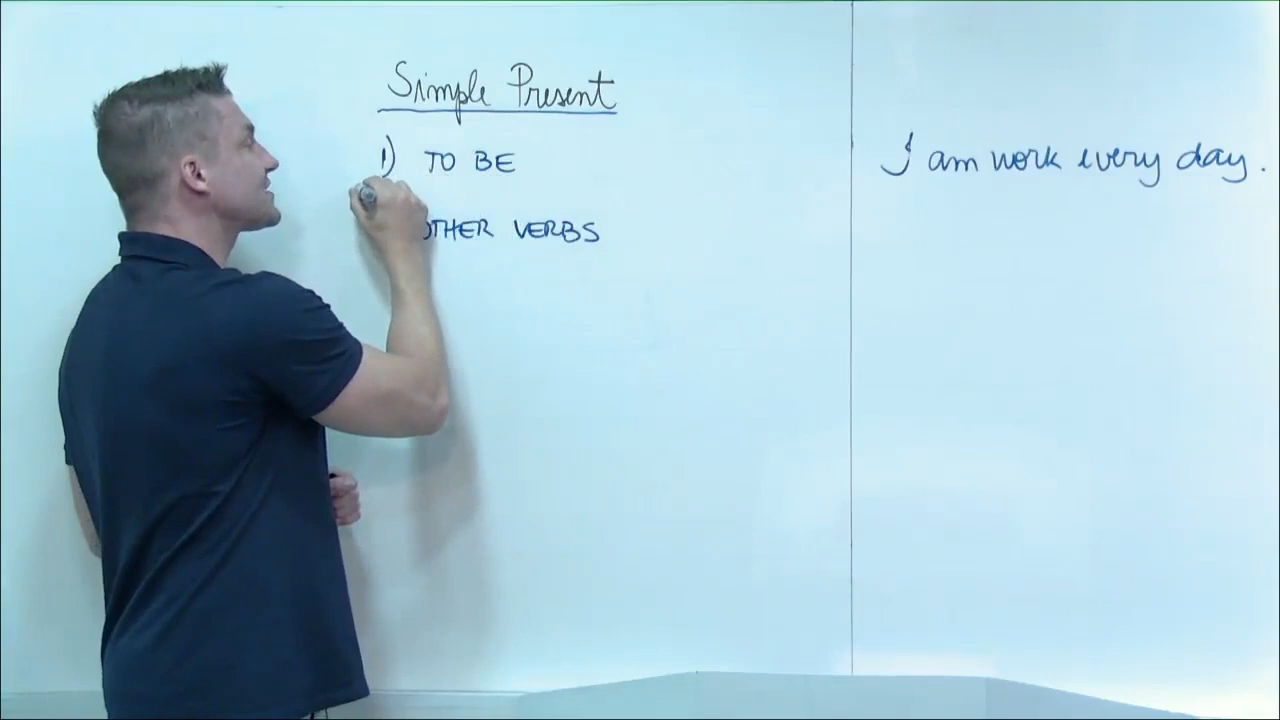 Simple Present
1) TO BE
OTHER VERBS
I am work every day.